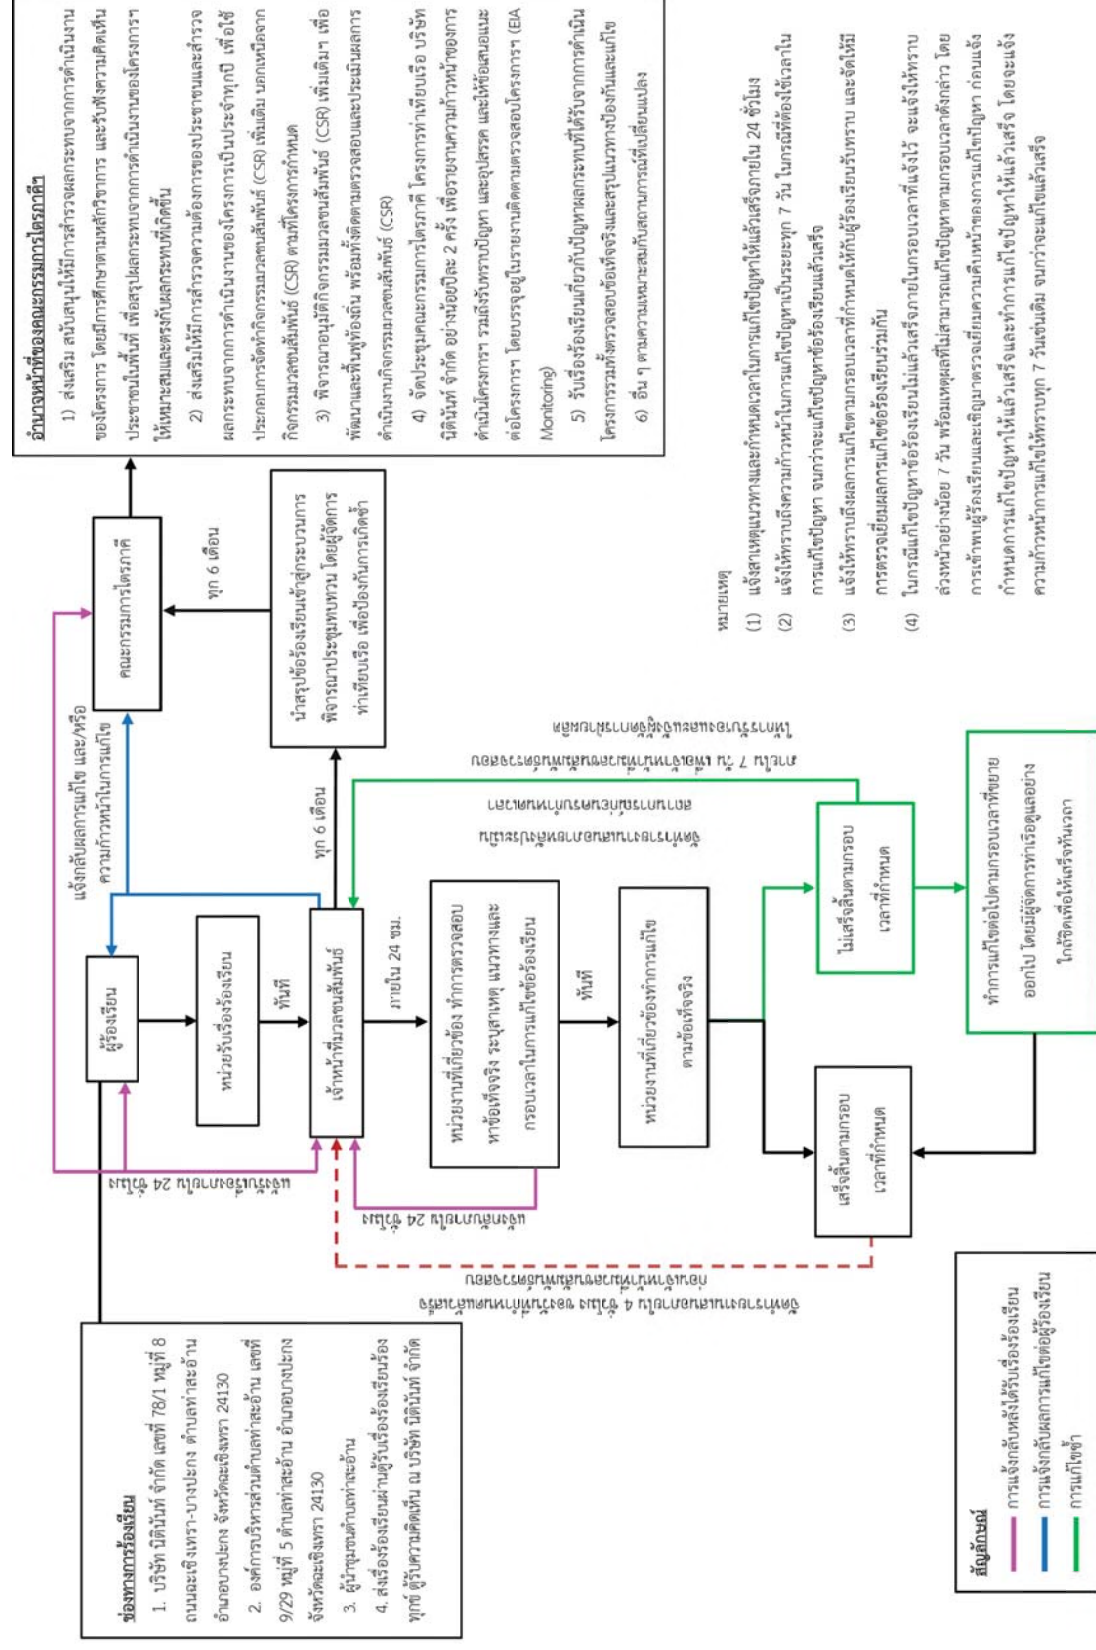 ช่องทางการร้องเรียน
1. บริษัท นิตินันท์ จำกัด เลขที่ 78/1 หมู่ที่ 8
ถนนฉะเชิงเทรา-บางปะกง ตำบลท่าสะอ้าน
อำเภอบางปะกง จังหวัดฉะเชิงเทรา 24130
2. องค์การบริหารส่วนตำบลท่าสะอ้าน เลขที่
9/29 หมู่ที่ 5 ตำบลท่าสะอ้าน อำเภอบางปะกง
จังหวัดฉะเชิงเทรา 24130
3. ผู้นำชุมชนตำบลท่าสะอ้าน
4. ส่งเรื่องร้องเรียนผ่านตู้รับเรื่องร้องเรียนร้อง
ทุกข์ ตู้รับความคิดเห็น ณ บริษัท นิตินันท์ จำกัด
สัญลักษณ์
การแจ้งกลับหลังได้รับเรื่องร้องเรียน
การแจ้งกลับผลการแก้ไขต่อผู้ร้องเรียน
การแก้ไขซ้ำ
แจ้งรับเรื่องภายใน 24 ชั่วโมง
แจ้งกลับภายใน 24 ชั่วโมง
จัดทำรายงานเสนอภายใน 4 ชั่วโมง ของวันที่กำหนดแล้วเสร็จ
ก่อนเจ้าหน้าที่มวลชนสัมพันธ์ตรวจสอบ
ผู้ร้องเรียน
หน่วยรับเรื่องร้องเรียน
ทันที
เจ้าหน้าที่มวลชนสัมพันธ์
ภายใน 24 ชม.
หน่วยงานที่เกี่ยวข้อง ทำการตรวจสอบ
หาข้อเท็จจริง ระบุสาเหตุ แนวทางและ
กรอบเวลาในการแก้ไขข้อร้องเรียน
ทันที
หน่วยงานที่เกี่ยวข้องทำการแก้ไข
ตามข้อเท็จจริง
เสร็จสิ้นตามกรอบ
เวลาที่กำหนด
ไม่เสร็จสิ้นตามกรอบ
เวลาที่กำหนด
ทำการแก้ไขต่อไปตามกรอบเวลาที่ขยาย
ออกไป โดยมีผู้จัดการท่าเรือดูแลอย่าง
ใกล้ชิดเพื่อให้เสร็จทันเวลา
จัดทำรายงานเสนอภายหลังประเมิน
สถานการณ์ก่อนครบกำหนดเวลา
ภายใน 7 วัน เพื่อเจ้าหน้าที่มวลชนสัมพันธ์ตรวจสอบ
ให้การรับรองและแจ้งผู้จัดการฝ่ายผลิต
แจ้งกลับผลการแก้ไข และ/หรือ
ความก้าวหน้าในการแก้ไข
ทุก 6 เดือน
นำสรุปข้อร้องเรียนเข้าสู่กระบวนการ
พิจารณาประชุมทบทวน โดยผู้จัดการ
ท่าเทียบเรือ เพื่อป้องกันการเกิดซ้ำ
ทุก 6 เดือน
คณะกรรมการไตรภาคี
อำนาจหน้าที่ของคณะกรรมการไตรภาคีฯ
1) ส่งเสริม สนับสนุนให้มีการสำรวจผลกระทบจากการดำเนินงาน
ของโครงการ โดยมีการศึกษาตามหลักวิชาการ และรับฟังความคิดเห็น
ประชาชนในพื้นที่ เพื่อสรุปผลกระทบจากการดำเนินงานของโครงการฯ
ให้เหมาะสมและตรงกับผลกระทบที่เกิดขึ้น
2) ส่งเสริมให้มีการสำรวจความต้องการของประชาชนและสำรวจ
ผลกระทบจากการดำเนินงานของโครงการเป็นประจำทุกปี เพื่อใช้
ประกอบการจัดทำกิจกรรมมวลชนสัมพันธ์ (CSR) เพิ่มเติม นอกเหนือจาก
กิจกรรมมวลชนสัมพันธ์ (CSR) ตามที่โครงการกำหนด
3) พิจารณาอนุมัติกิจกรรมมวลชนสัมพันธ์ (CSR) เพิ่มเติมฯ เพื่อ
พัฒนาและฟื้นฟูท้องถิ่น พร้อมทั้งติดตามตรวจสอบและประเมินผลการ
ดำเนินงานกิจกรรมมวลชนสัมพันธ์ (CSR)
4) จัดประชุมคณะกรรมการไตรภาคี โครงการท่าเทียบเรือ บริษัท
นิตินันท์ จำกัด อย่างน้อยปีละ 2 ครั้ง เพื่อรายงานความก้าวหน้าของการ
ดำเนินโครงการฯ รวมถึงรับทราบปัญหา และอุปสรรค และให้ข้อเสนอแนะ
ต่อโครงการฯ โดยบรรจุอยู่ในรายงานติดตามตรวจสอบโครงการฯ (EIA
Monitoring)
5) รับเรื่องร้องเรียนเกี่ยวกับปัญหาผลกระทบที่ได้รับจากการดำเนิน
โครงการรวมทั้งตรวจสอบข้อเท็จจริงและสรุปแนวทางป้องกันและแก้ไข
6) อื่น ๆ ตามความเหมาะสมกับสถานการณ์ที่เปลี่ยนแปลง
หมายเหตุ
(1) แจ้งสาเหตุแนวทางและกำหนดเวลาในการแก้ไขปัญหาให้แล้วเสร็จภายใน 24 ชั่วโมง
(2) แจ้งให้ทราบถึงความก้าวหน้าในการแก้ไขปัญหาเป็นระยะทุก 7 วัน ในกรณีที่ต้องใช้เวลาใน
การแก้ไขปัญหา จนกว่าจะแก้ไขปัญหาข้อร้องเรียนแล้วเสร็จ
(3) แจ้งให้ทราบถึงผลการแก้ไขตามกรอบเวลาที่กำหนดให้กับผู้ร้องเรียนรับทราบ และจัดให้มี
การตรวจเยี่ยมผลการแก้ไขข้อร้องเรียนร่วมกัน
(4) ในกรณีแก้ไขปัญหาข้อร้องเรียนไม่แล้วเสร็จภายในกรอบเวลาที่แจ้งไว้ จะแจ้งให้ทราบ
ล่วงหน้าอย่างน้อย 7 วัน พร้อมเหตุผลที่ไม่สามารถแก้ไขปัญหาตามกรอบเวลาดังกล่าว โดย
การเข้าพบผู้ร้องเรียนและเชิญมาตรวจเยี่ยมความคืบหน้าของการแก้ไขปัญหา ก่อนแจ้ง
กำหนดการแก้ไขปัญหาให้แล้วเสร็จและทำการแก้ไขปัญหาให้แล้วเสร็จ โดยจะแจ้ง
ความก้าวหน้าการแก้ไขให้ทราบทุก 7 วันเช่นเดิม จนกว่าจะแก้ไขแล้วเสร็จ